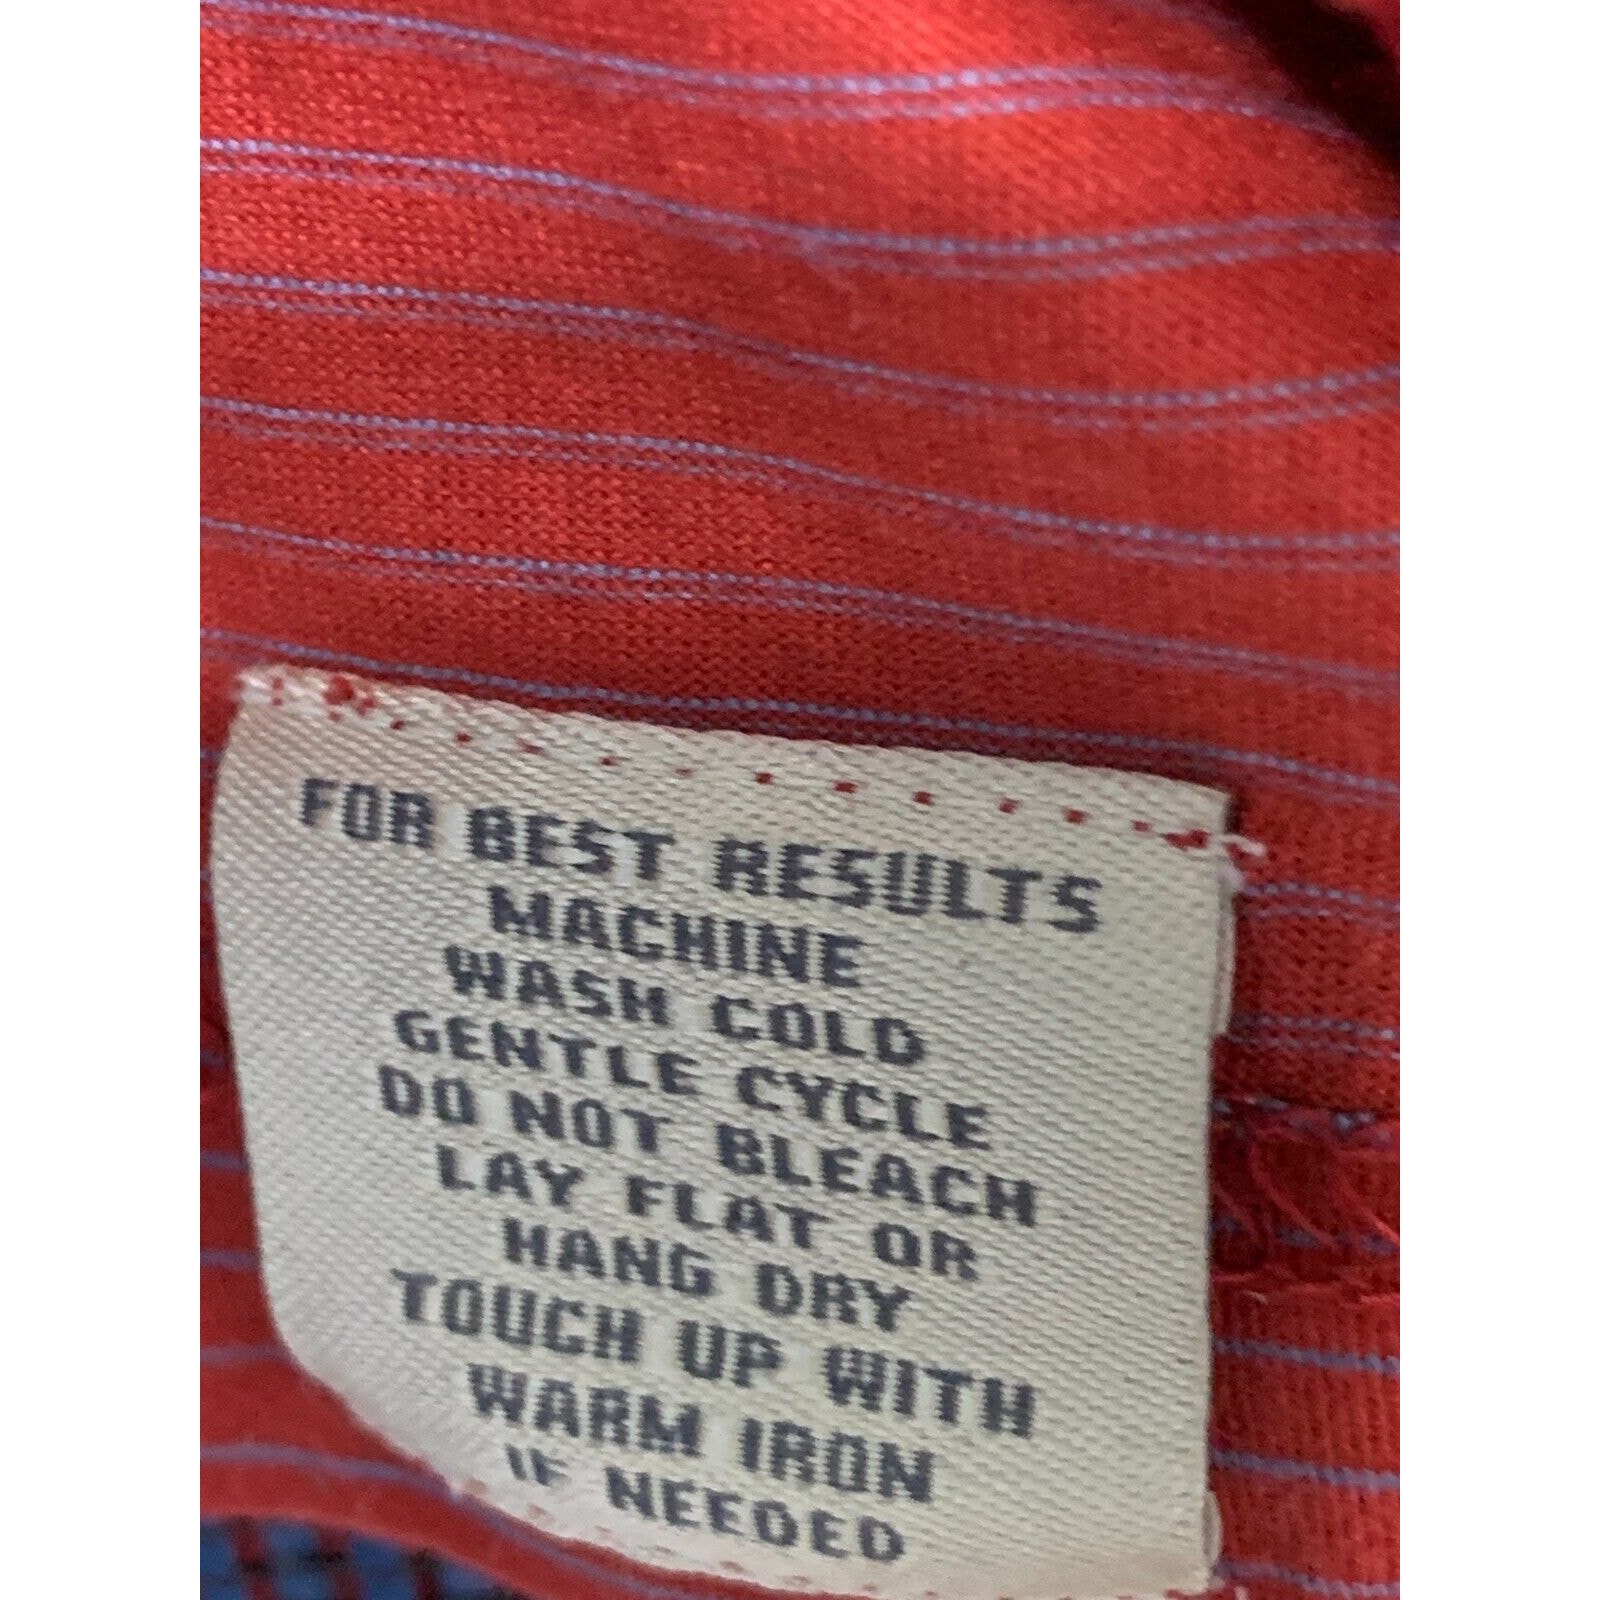 FOR BEST RESULTS
MACHINE
WASH COLD
GENTLE CYCLE
DO NOT BLEACH
LAY FLAT OR
HANG DRY
TOUCH UP WITH
WARM IRON
IF NEEDED